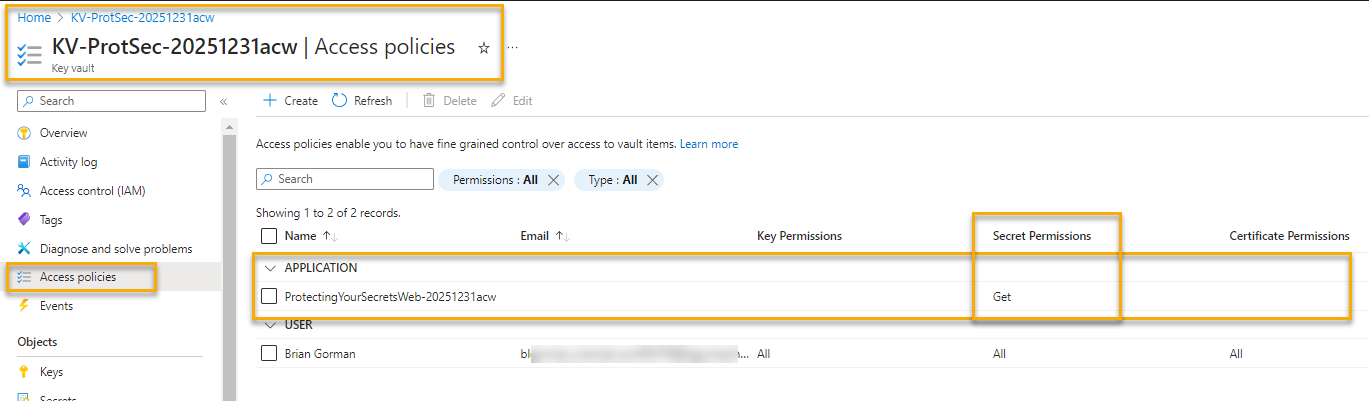 Home > KV-ProtSec-20251231acw
KV-ProtSec-20251231acw | Access policies
Key vault
Search
Create Refresh Delete Edit
Overview
Activity log
Access control (IAM)
Tags
Diagnose and solve problems
Access policies
Events
Objects
Keys
Secrets
Access policies enable you to have fine grained control over access to vault items. Learn more
Search Permissions : All Type : All
Showing 1 to 2 of 2 records.
Name Email Key Permissions Secret Permissions Certificate Permissions
APPLICATION
ProtectingYourSecretsWeb-20251231acw Get
USER
Brian Gorman All All All